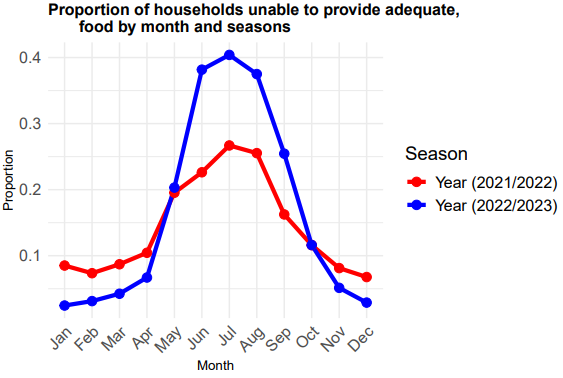 Proportion of households unable to provide adequate,
food by month and seasons
0.4
0.3
0.2
0.1
Proportion
Jan
Feb
Mar
Apr
May
Jun
Jul
Aug
Sep
Oct
Nov
Dec
Month
Season
Year (2021/2022)
Year (2022/2023)